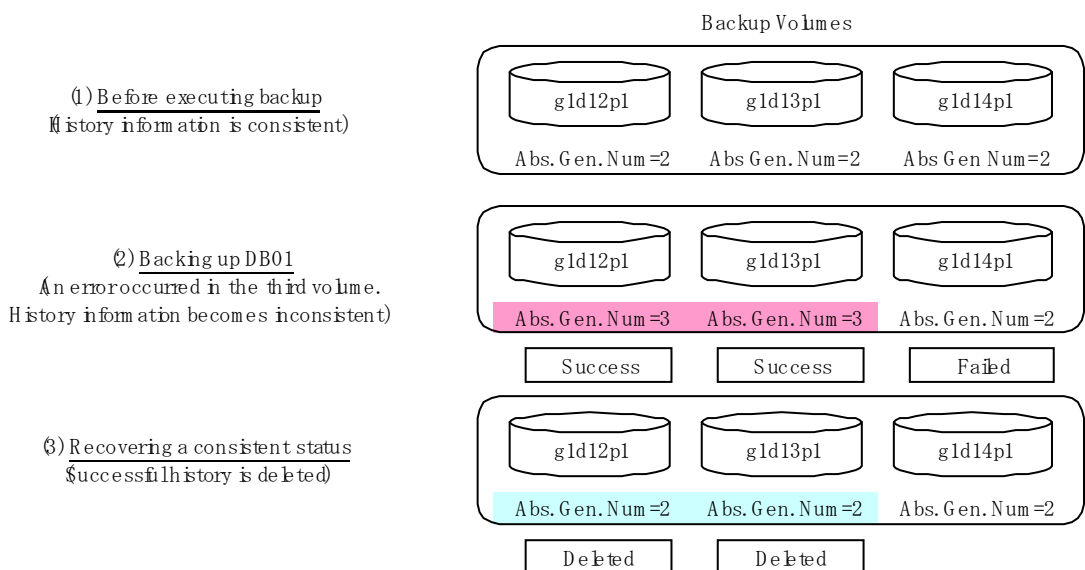 Backup Volumes
(1) Before executing backup
(History information is consistent)
g1d12p1 g1d13p1 g1d14p1
Abs.Gen.Num=2 Abs Gen.Num=2 Abs Gen Num=2
(2) Backing up DB01
(An error occurred in the third volume.
History information becomes inconsistent)
g1d12p1 g1d13p1 g1d14p1
Abs.Gen.Num=3 Abs.Gen.Num=3 Abs.Gen.Num=2
Success Success Failed
(3) Recovering a consistent status
(Successful history is deleted)
g1d12p1 g1d13p1 g1d14p1
Abs.Gen.Num=2 Abs.Gen.Num=2 Abs.Gen.Num=2
Deleted Deleted